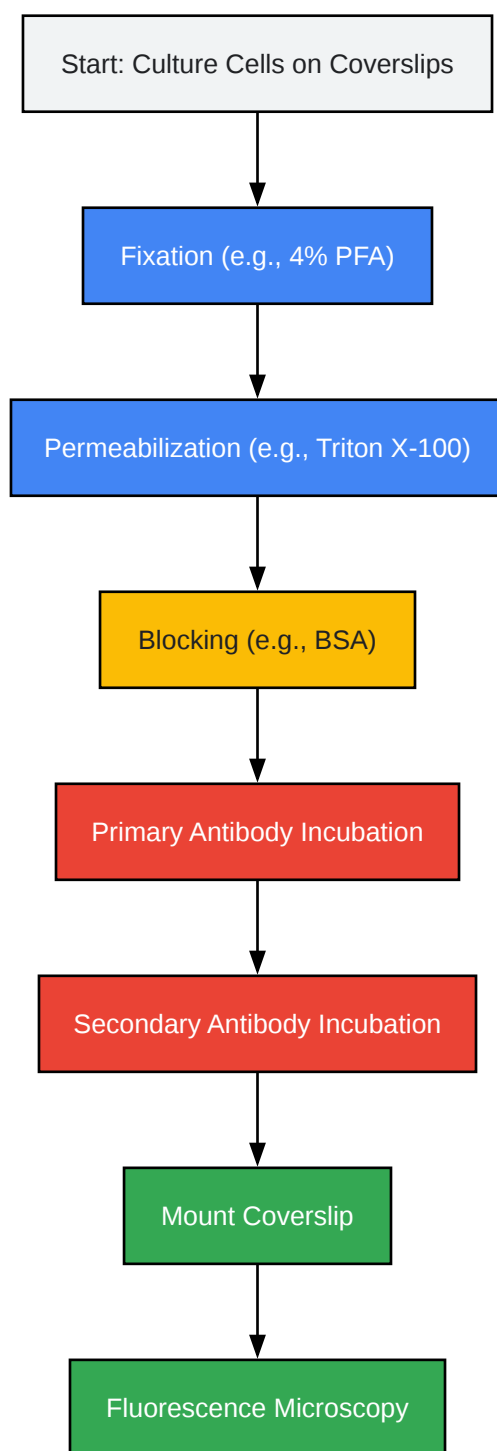 Start: Culture Cells on Coverslips
Fixation (e.g., 4% PFA)
Permeabilization (e.g., Triton X-100)
Blocking (e.g., BSA)
Primary Antibody Incubation
Secondary Antibody Incubation
Mount Coverslip
Fluorescence Microscopy